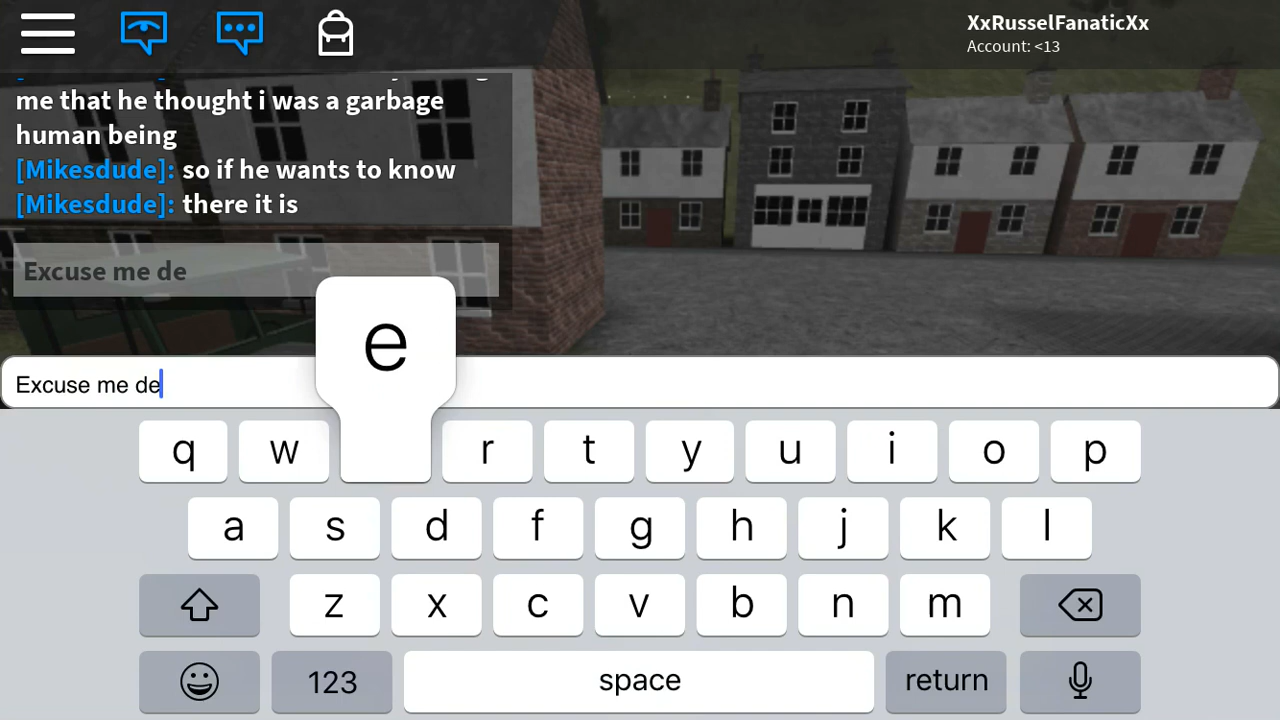 XxRusselFanaticXx
Account: <13
me that he thought i was a garbage
human being
[Mikesdude]: so if he wants to know
[Mikesdude]: there it is
Excuse me de
e
Excuse me de
q w r t y u i o p
a s d f g h j k l
z x c v b n m
123 space return